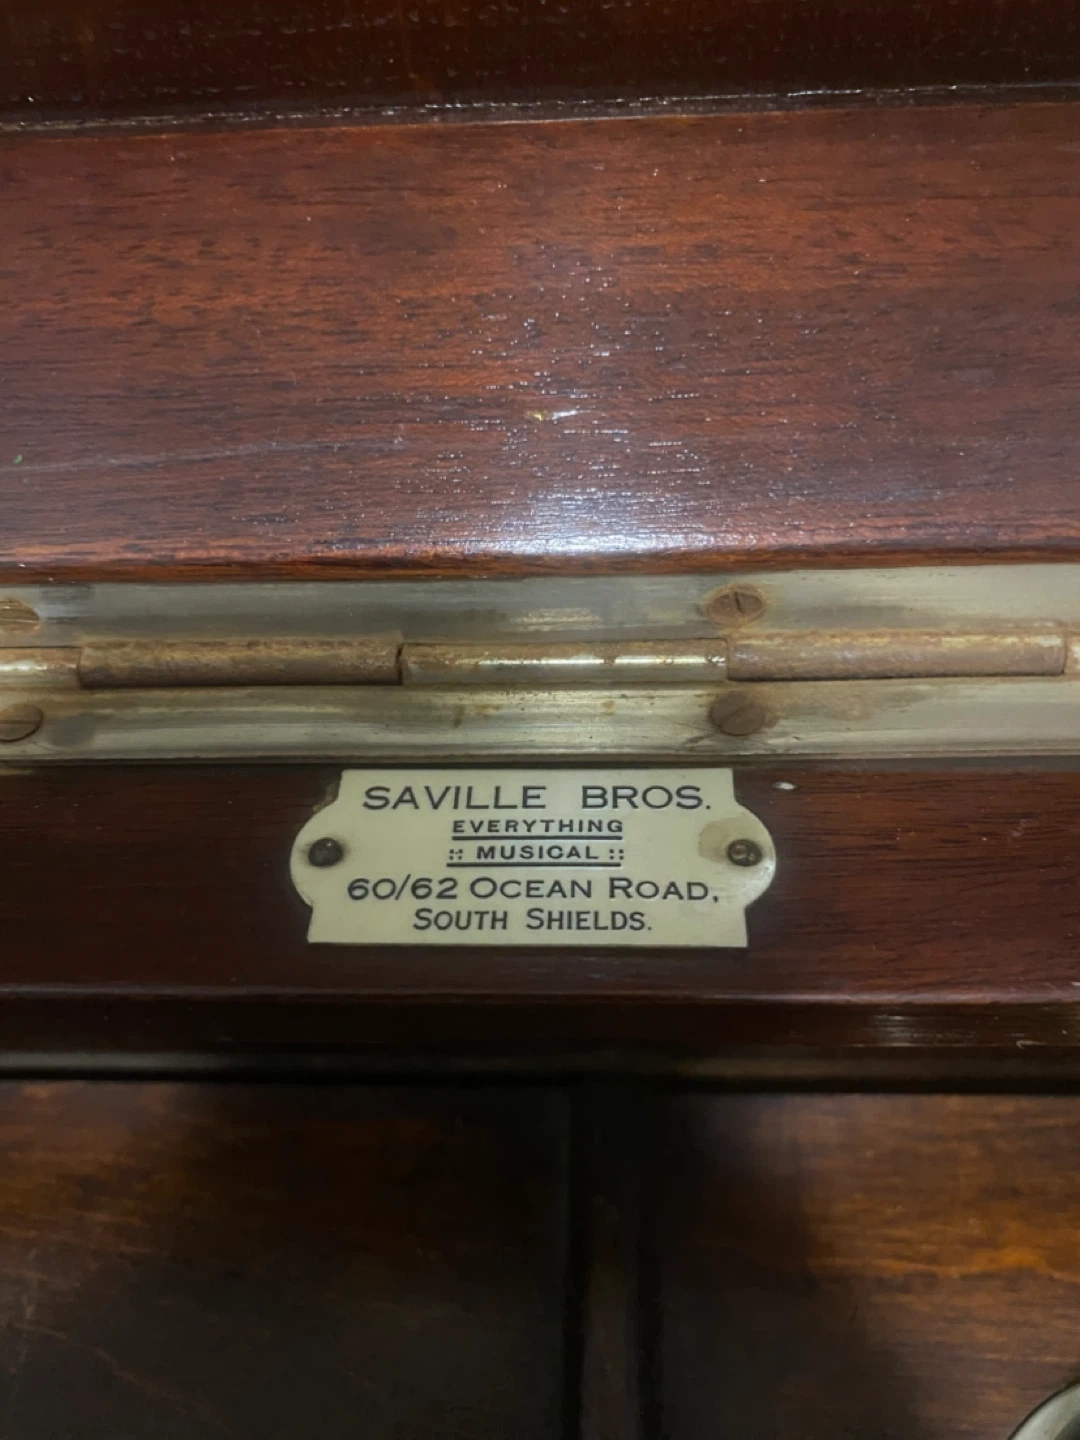 SAVILLE BROS.
EVERYTHING
:: MUSICAL ::
60/62 OCEAN ROAD,
SOUTH SHIELDS.